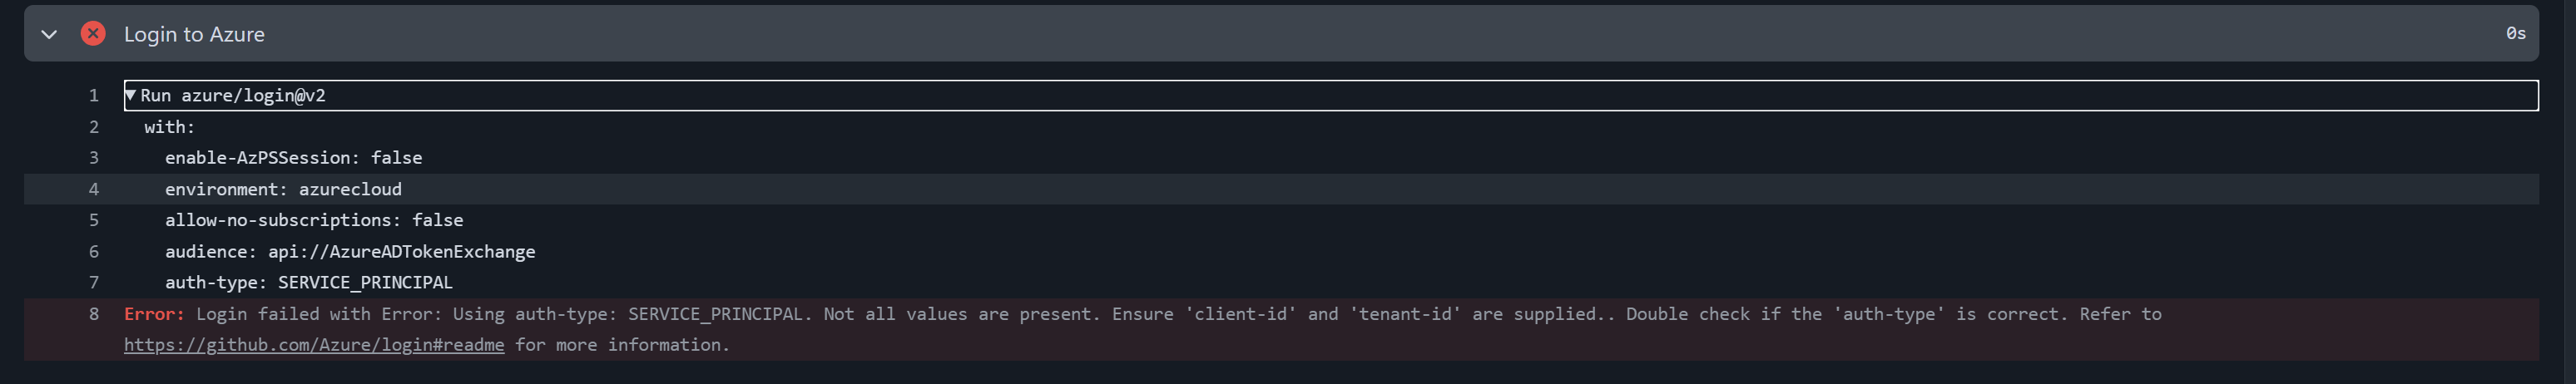 Login to Azure
0s
1 Run azure/login@v2
2 with:
3 enable-AzPSSession: false
4 environment: azurecloud
5 allow-no-subscriptions: false
6 audience: api://AzureADTokenExchange
7 auth-type: SERVICE_PRINCIPAL
8 Error: Login failed with Error: Using auth-type: SERVICE_PRINCIPAL. Not all values are present. Ensure 'client-id' and 'tenant-id' are supplied.. Double check if the 'auth-type' is correct. Refer to
https://github.com/Azure/login#readme for more information.